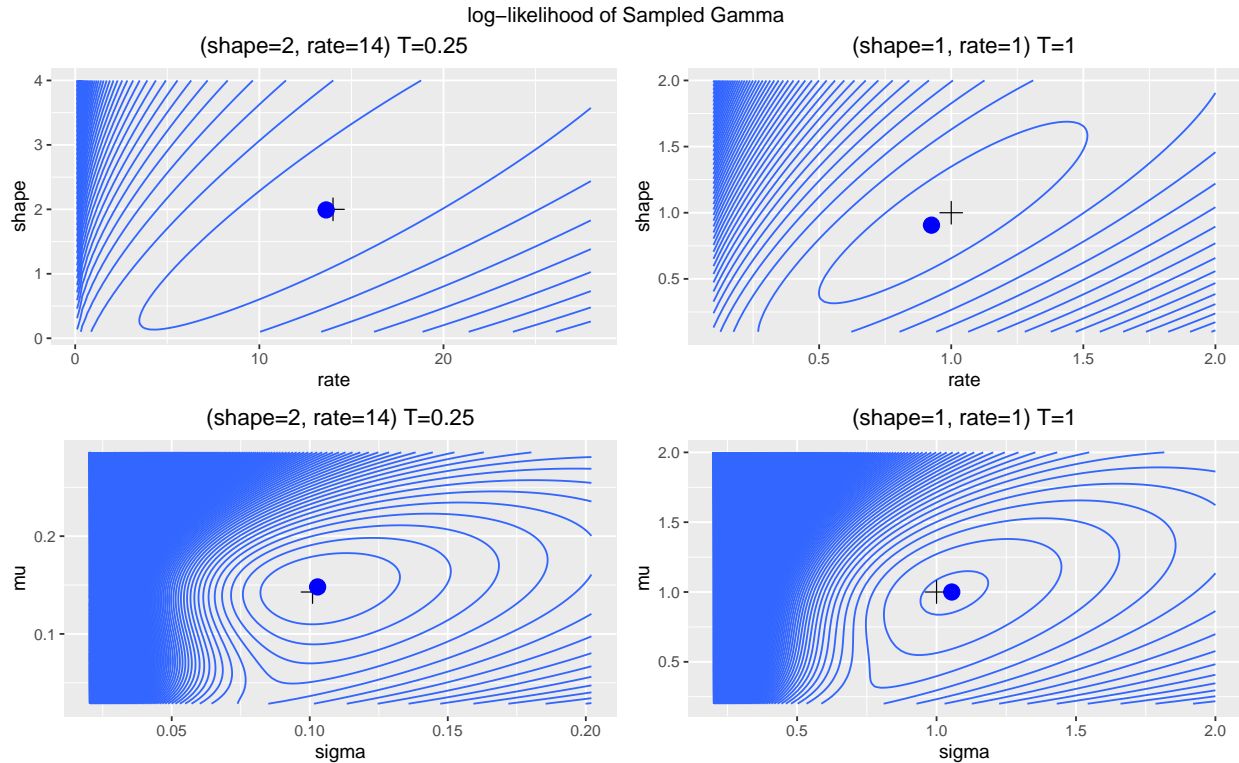 log−likelihood of Sampled Gamma
(shape=2, rate=14) T=0.25
4
3
2
1
0
shape
0
10
20
rate
(shape=1, rate=1) T=1
2.0
1.5
1.0
0.5
shape
0.5
1.0
1.5
2.0
rate
(shape=2, rate=14) T=0.25
0.2
0.1
mu
0.05
0.10
0.15
0.20
sigma
(shape=1, rate=1) T=1
2.0
1.5
1.0
0.5
mu
0.5
1.0
1.5
2.0
sigma